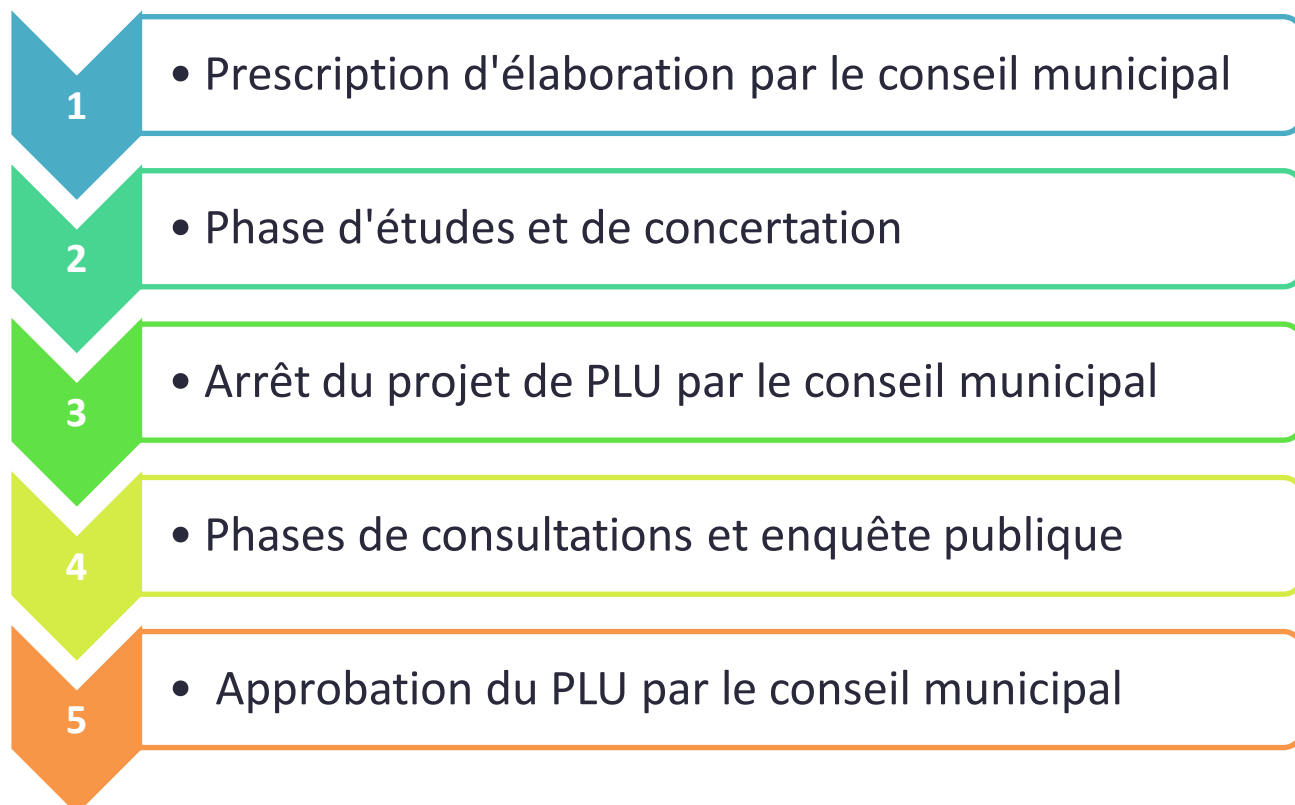 1
• Prescription d'élaboration par le conseil municipal
2
• Phase d'études et de concertation
3
• Arrêt du projet de PLU par le conseil municipal
4
• Phases de consultations et enquête publique
5
• Approbation du PLU par le conseil municipal